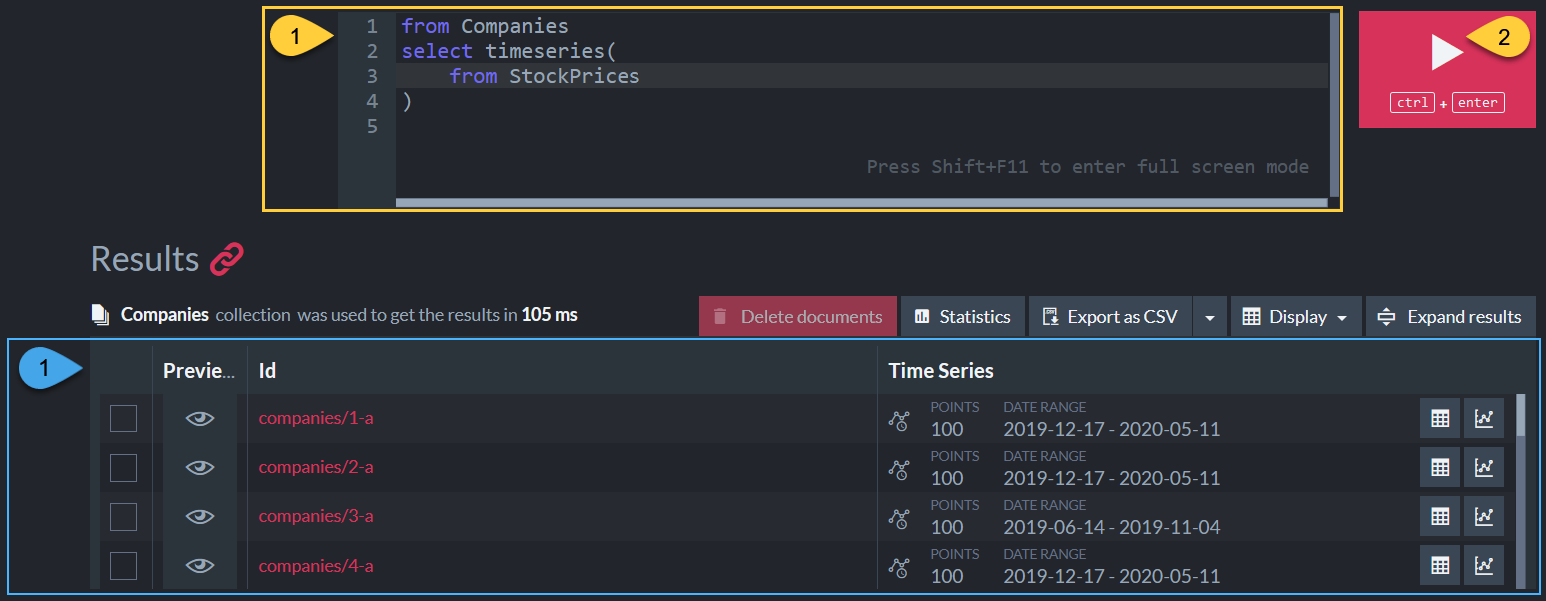 1
1 from Companies
2 select timeseries(
3 from StockPrices
4 )
5
Press Shift+F11 to enter full screen mode
2
ctrl + enter
Results
Companies collection was used to get the results in 105 ms
Delete documents
Statistics
Export as CSV
Display
Expand results
1
Previe... Id Time Series
companies/1-a
POINTS DATE RANGE
100 2019-12-17 - 2020-05-11
companies/2-a
POINTS DATE RANGE
100 2019-12-17 - 2020-05-11
companies/3-a
POINTS DATE RANGE
100 2019-06-14 - 2019-11-04
companies/4-a
POINTS DATE RANGE
100 2019-12-17 - 2020-05-11